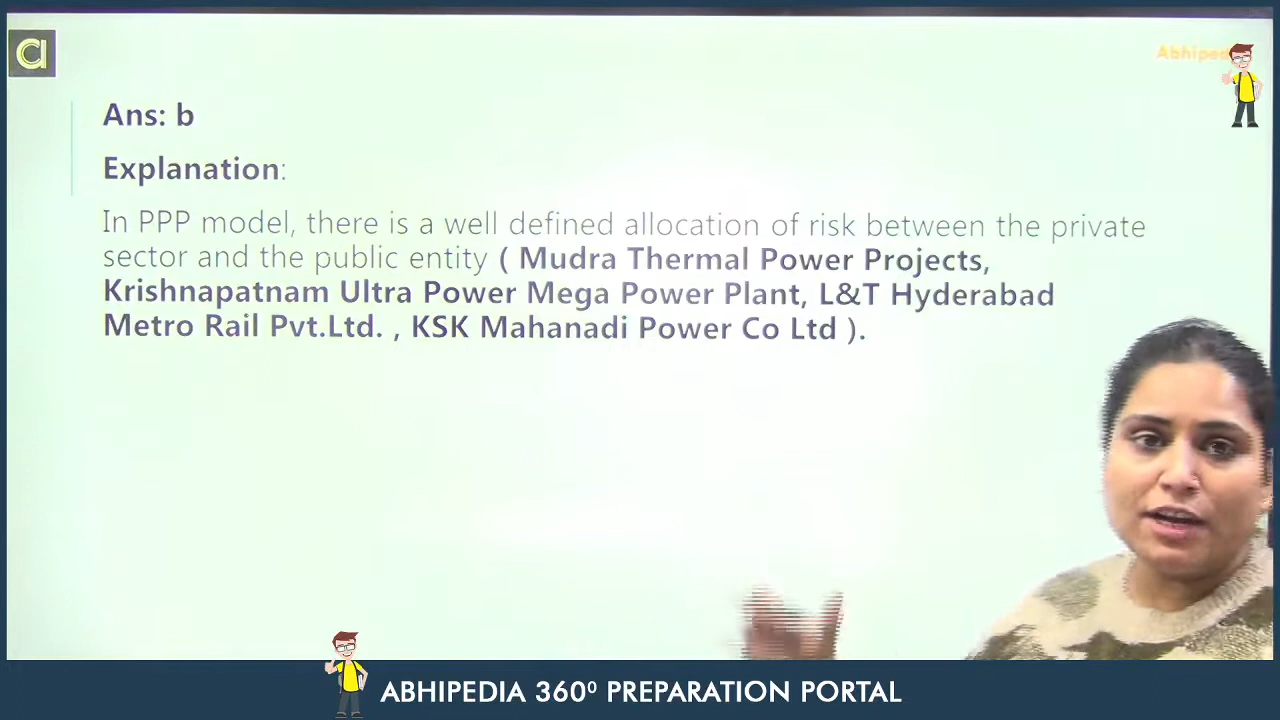 Abhiped
Ans: b
Explanation:
In PPP model, there is a well defined allocation of risk between the private
sector and the public entity ( Mudra Thermal Power Projects,
Krishnapatnam Ultra Power Mega Power Plant, L&T Hyderabad
Metro Rail Pvt.Ltd. , KSK Mahanadi Power Co Ltd ).
ABHIPEDIA 360⁰ PREPARATION PORTAL